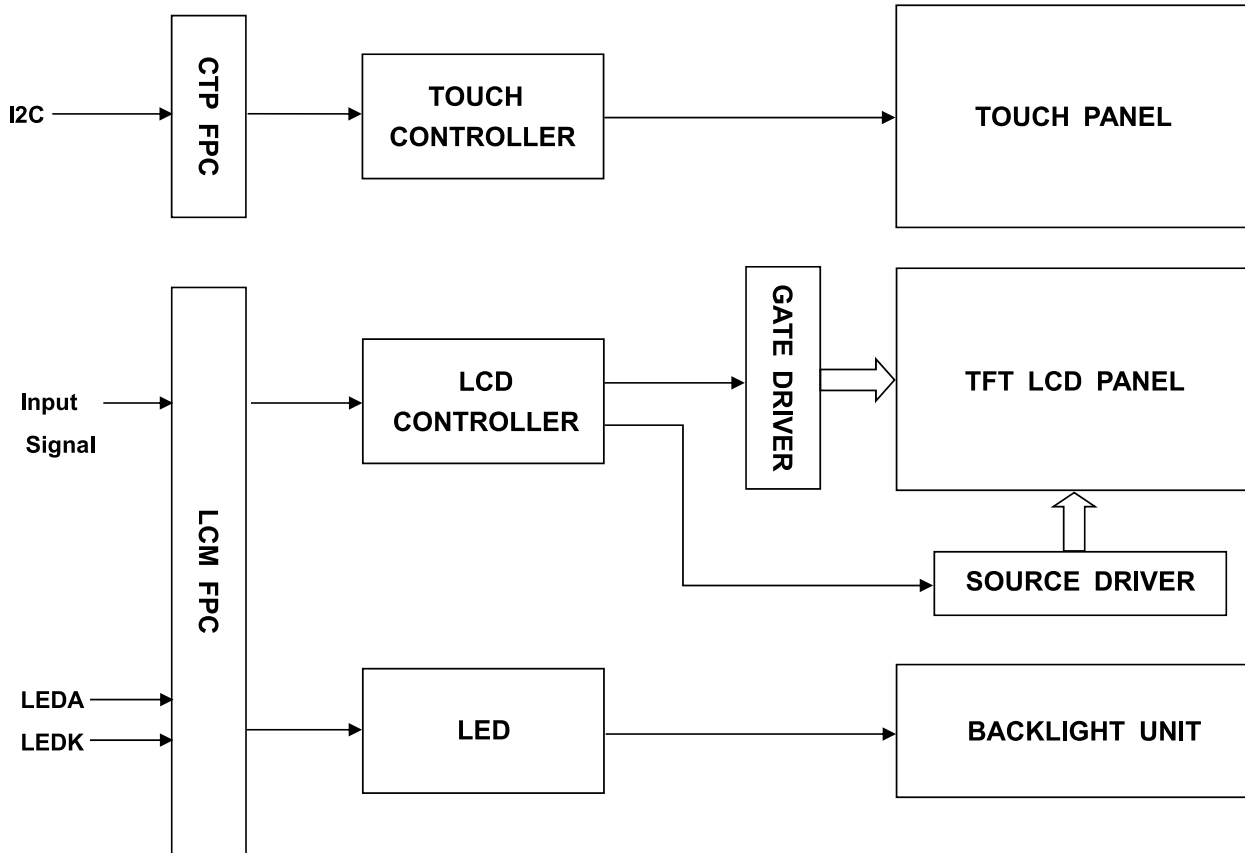 I2C
CTP FPC
TOUCH
CONTROLLER
TOUCH PANEL
Input
Signal
LEDA
LEDK
LCM FPC
LCD
CONTROLLER
GATE DRIVER
TFT LCD PANEL
SOURCE DRIVER
LED
BACKLIGHT UNIT